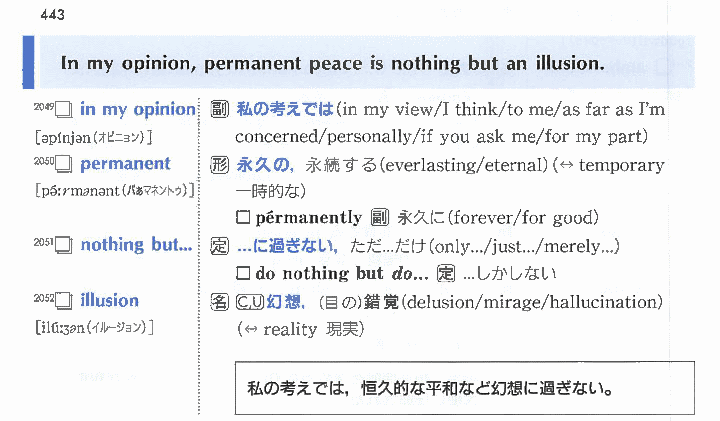 443
In my opinion, permanent peace is nothing but an illusion.
2049 in my opinion 副 私の考えでは(in my view/I think/to me/as far as I'm
[əpínjən(オピニョン)] concerned/personally/if you ask me/for my part)
2050 permanent 形 永久の, 永続する(everlasting/eternal)(↔ temporary
[pə́ːrmənənt(パぁマネントゥ)] 一時的な)
□ pérmanently 副 永久に(forever/for good)
2051 nothing but... 定 …に過ぎない, ただ…だけ(only.../just.../merely...)
□ do nothing but do... 定 …しかしない
2052 illusion 名 C,U 幻想, (目の)錯覚(delusion/mirage/hallucination)
[ilúːʒən(イルージョン)] (↔ reality 現実)
私の考えでは, 恒久的な平和など幻想に過ぎない。